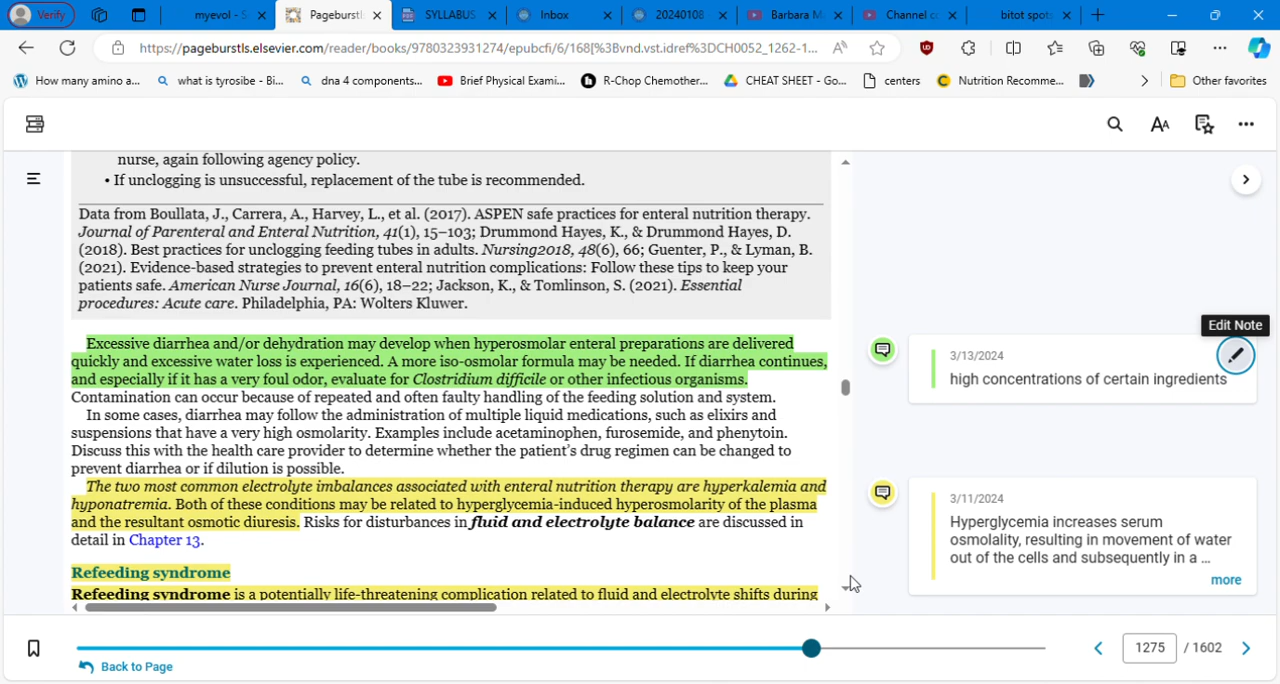 Verify
myevol - S
Pageburstl
SYLLABUS
Inbox
20240108
Barbara M
Channel c
bitot spots
https://pageburstls.elsevier.com/reader/books/9780323931274/epubcfi/6/168[%3Bvnd.vst.idref%3DCH0052_1262-1...
How many amino a...
what is tyrosibe - Bi...
dna 4 components...
Brief Physical Exami...
R-Chop Chemother...
CHEAT SHEET - Go...
centers
Nutrition Recomme...
Other favorites
nurse, again following agency policy.
• If unclogging is unsuccessful, replacement of the tube is recommended.
Data from Boullata, J., Carrera, A., Harvey, L., et al. (2017). ASPEN safe practices for enteral nutrition therapy.
Journal of Parenteral and Enteral Nutrition, 41(1), 15–103; Drummond Hayes, K., & Drummond Hayes, D.
(2018). Best practices for unclogging feeding tubes in adults. Nursing2018, 48(6), 66; Guenter, P., & Lyman, B.
(2021). Evidence-based strategies to prevent enteral nutrition complications: Follow these tips to keep your
patients safe. American Nurse Journal, 16(6), 18–22; Jackson, K., & Tomlinson, S. (2021). Essential
procedures: Acute care. Philadelphia, PA: Wolters Kluwer.
Excessive diarrhea and/or dehydration may develop when hyperosmolar enteral preparations are delivered
quickly and excessive water loss is experienced. A more iso-osmolar formula may be needed. If diarrhea continues,
and especially if it has a very foul odor, evaluate for Clostridium difficile or other infectious organisms.
Contamination can occur because of repeated and often faulty handling of the feeding solution and system.
In some cases, diarrhea may follow the administration of multiple liquid medications, such as elixirs and
suspensions that have a very high osmolarity. Examples include acetaminophen, furosemide, and phenytoin.
Discuss this with the health care provider to determine whether the patient's drug regimen can be changed to
prevent diarrhea or if dilution is possible.
The two most common electrolyte imbalances associated with enteral nutrition therapy are hyperkalemia and
hyponatremia. Both of these conditions may be related to hyperglycemia-induced hyperosmolarity of the plasma
and the resultant osmotic diuresis. Risks for disturbances in fluid and electrolyte balance are discussed in
detail in Chapter 13.
Refeeding syndrome
Refeeding syndrome is a potentially life-threatening complication related to fluid and electrolyte shifts during
Edit Note
3/13/2024
high concentrations of certain ingredients
3/11/2024
Hyperglycemia increases serum
osmolality, resulting in movement of water
out of the cells and subsequently in a ...
more
1275 / 1602
Back to Page